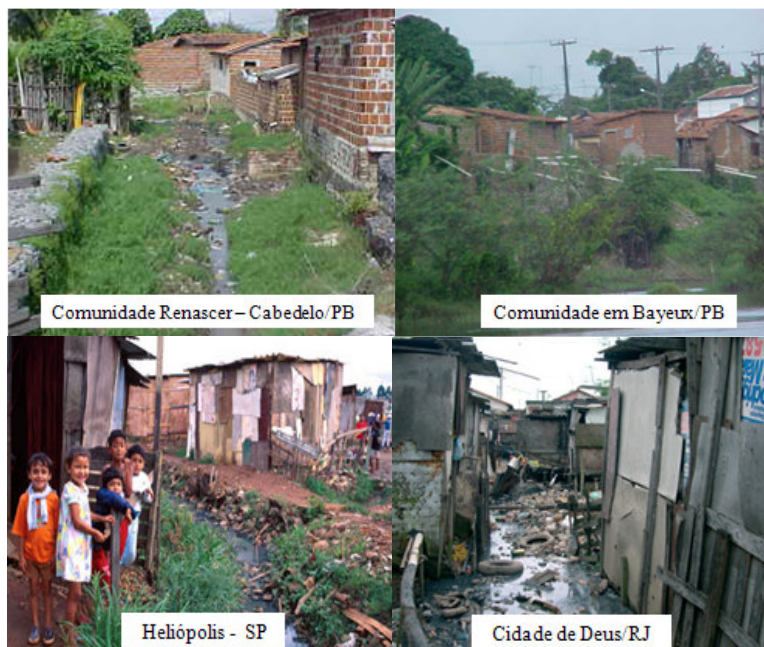 Comunidade Renascer – Cabedelo/PB
Comunidade em Bayeux/PB
Heliópolis - SP
Cidade de Deus/RJ